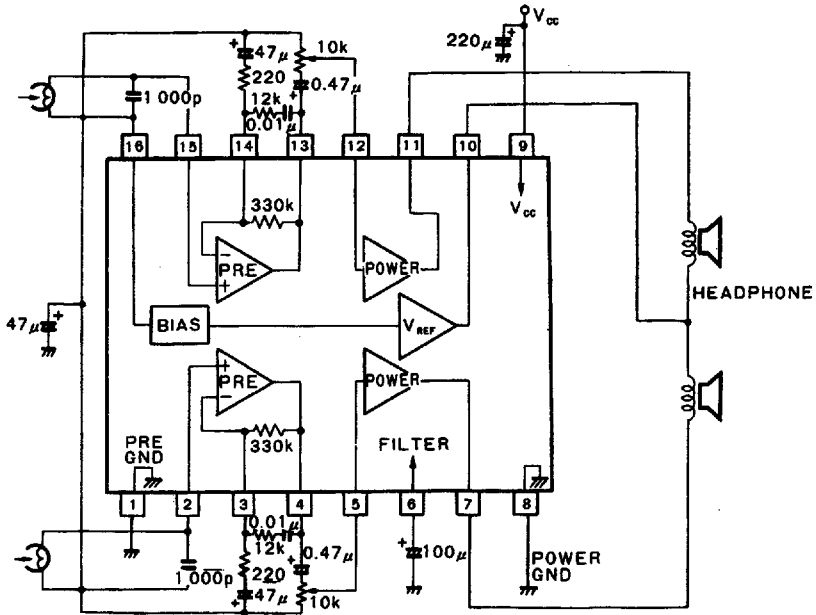 Vcc
220μ
+
47μ
+
10k
220
0.47μ
+
12k
0.01μ
1000p
16
15
14
13
12
11
10
9
Vcc
330k
−
PRE
+
POWER
HEADPHONE
BIAS
VREF
47μ
+
+
PRE
−
POWER
330k
FILTER
PRE
GND
1
2
3
4
5
6
7
8
0.01μ
12k
0.47μ
+
+
100μ
POWER
GND
1000p
220
+
47μ
10k